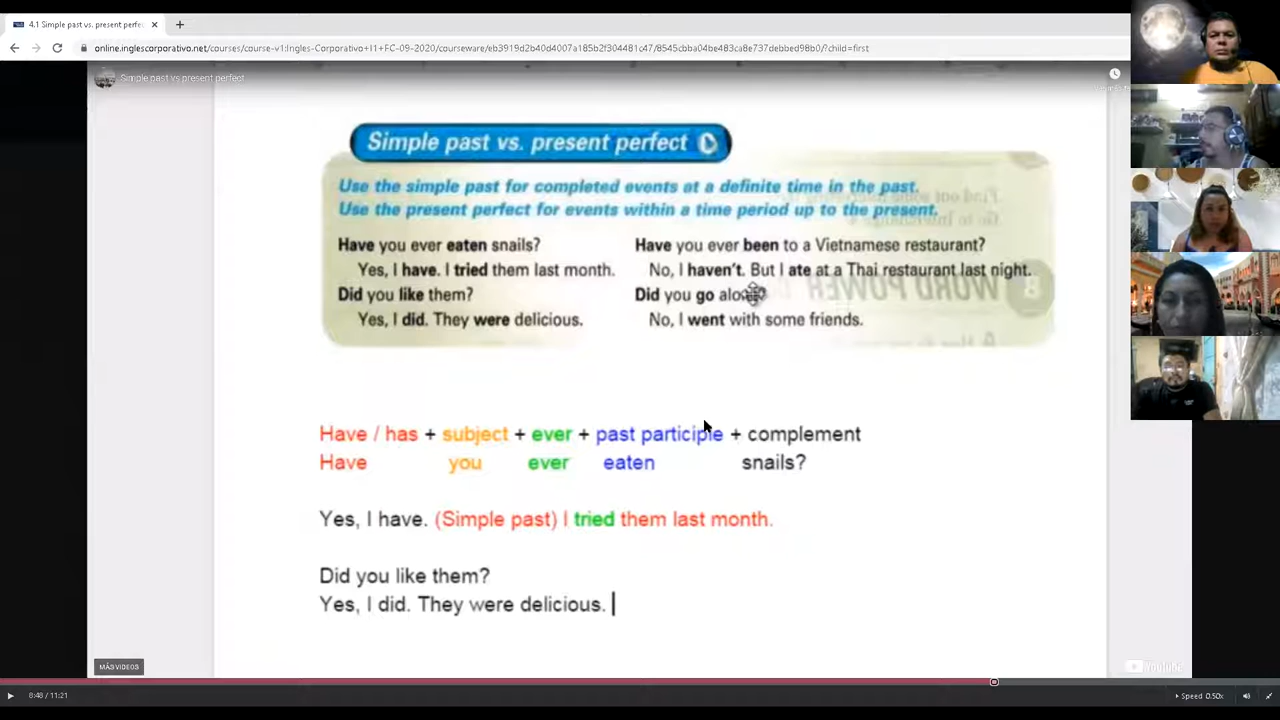 4.1 Simple past vs. present perfe
online.inglescorporativo.net/courses/course-v1:Ingles-Corporativo+I1+FC-09-2020/courseware/eb3919d2b40d4007a185b2f304481c47/8545cbba04be483ca8e737debbed98b0/?child=first
Simple past vs present perfect
Simple past vs. present perfect
Use the simple past for completed events at a definite time in the past.
Use the present perfect for events within a time period up to the present.
Have you ever eaten snails?
Yes, I have. I tried them last month.
Did you like them?
Yes, I did. They were delicious.
Have you ever been to a Vietnamese restaurant?
No, I haven't. But I ate at a Thai restaurant last night.
Did you go alone?
No, I went with some friends.
WORD POWER
Have / has + subject + ever + past participle + complement
Have you ever eaten snails?
Yes, I have. (Simple past) I tried them last month.
Did you like them?
Yes, I did. They were delicious.
MÁS VIDEOS
YouTube
8:48 / 11:21
Speed 0.50x